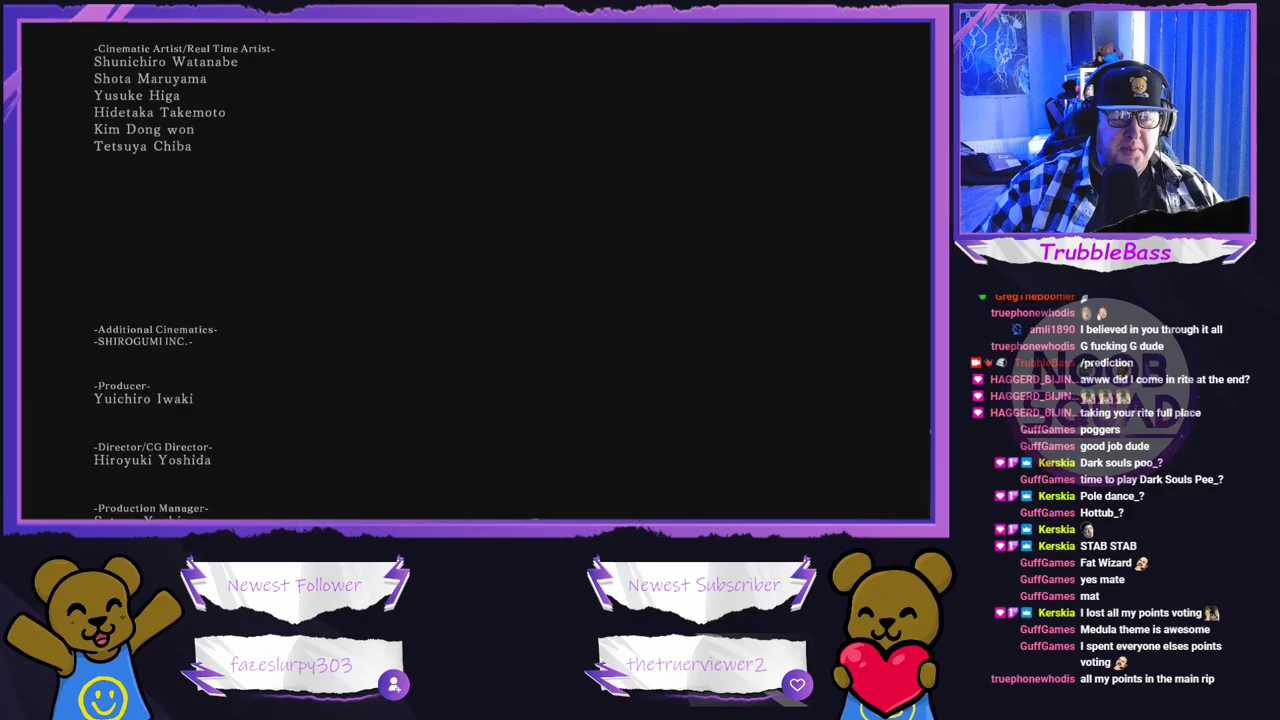 -Cinematic Artist/Real Time Artist-
Shunichiro Watanabe
Shota Maruyama
Yusuke Higa
Hidetaka Takemoto
Kim Dong won
Tetsuya Chiba
-Additional Cinematics-
-SHIROGUMI INC.-
-Producer-
Yuichiro Iwaki
-Director/CG Director-
Hiroyuki Yoshida
-Production Manager-
TrubbleBass
GregTheBoomer
truephonewhodis
amli1890 I believed in you through it all
truephonewhodis G fucking G dude
TrubbleBass /prediction
HAGGERD_BIJIN... awww did I come in rite at the end?
HAGGERD_BIJIN...
HAGGERD_BIJIN... taking your rite full place
GuffGames poggers
GuffGames good job dude
Kerskia Dark souls poo_?
GuffGames time to play Dark Souls Pee_?
Kerskia Pole dance_?
GuffGames Hottub_?
Kerskia
Kerskia STAB STAB
GuffGames Fat Wizard
GuffGames yes mate
GuffGames mat
Kerskia I lost all my points voting
GuffGames Medula theme is awesome
GuffGames I spent everyone elses points
voting
truephonewhodis all my points in the main rip
NOOB
SQUAD
Newest Follower
fazeslurpy303
Newest Subscriber
thetruerviewer2